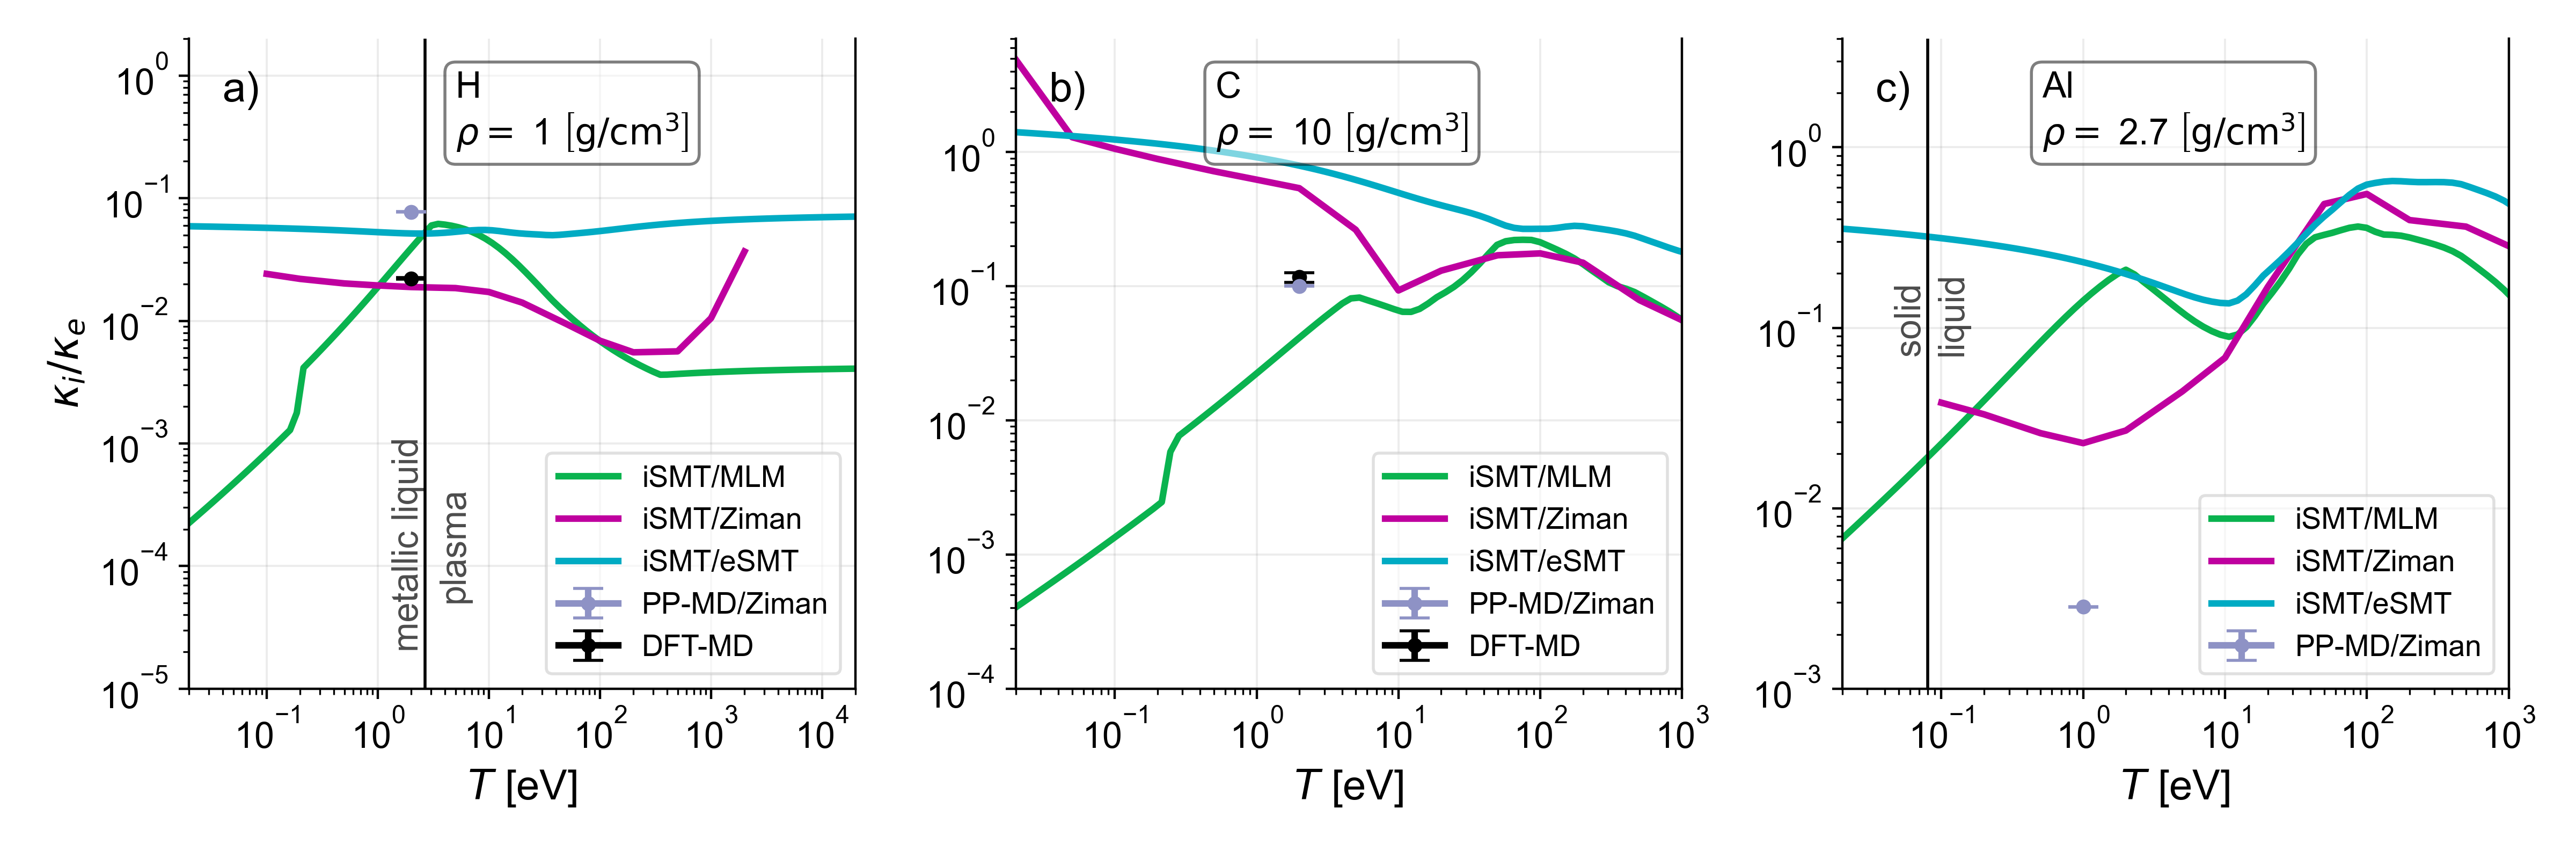 a)
H
ρ = 1 [g/cm³]
κᵢ/κₑ
10⁰
10⁻¹
10⁻²
10⁻³
10⁻⁴
10⁻⁵
metallic liquid
plasma
iSMT/MLM
iSMT/Ziman
iSMT/eSMT
PP-MD/Ziman
DFT-MD
10⁻¹ 10⁰ 10¹ 10² 10³ 10⁴
T [eV]
b)
C
ρ = 10 [g/cm³]
10⁰
10⁻¹
10⁻²
10⁻³
10⁻⁴
iSMT/MLM
iSMT/Ziman
iSMT/eSMT
PP-MD/Ziman
DFT-MD
10⁻¹ 10⁰ 10¹ 10² 10³
T [eV]
c)
Al
ρ = 2.7 [g/cm³]
10⁰
10⁻¹
10⁻²
10⁻³
solid
liquid
iSMT/MLM
iSMT/Ziman
iSMT/eSMT
PP-MD/Ziman
10⁻¹ 10⁰ 10¹ 10² 10³
T [eV]